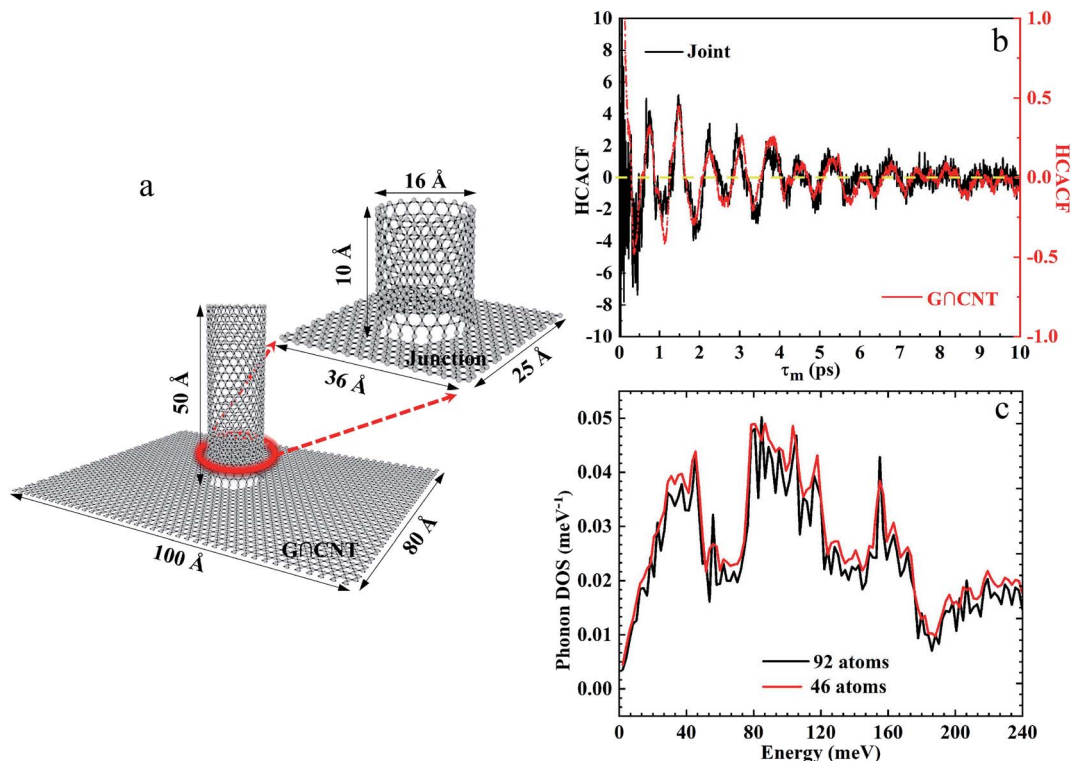 a
16 Å
10 Å
Junction
36 Å
25 Å
50 Å
G∩CNT
100 Å
80 Å
b
Joint
G∩CNT
HCACF
10
8
6
4
2
0
-2
-4
-6
-8
-10
HCACF
1.0
0.5
0.0
-0.5
-1.0
0 1 2 3 4 5 6 7 8 9 10
τm (ps)
c
Phonon DOS (meV⁻¹)
0.05
0.04
0.03
0.02
0.01
0.00
92 atoms
46 atoms
0 40 80 120 160 200 240
Energy (meV)